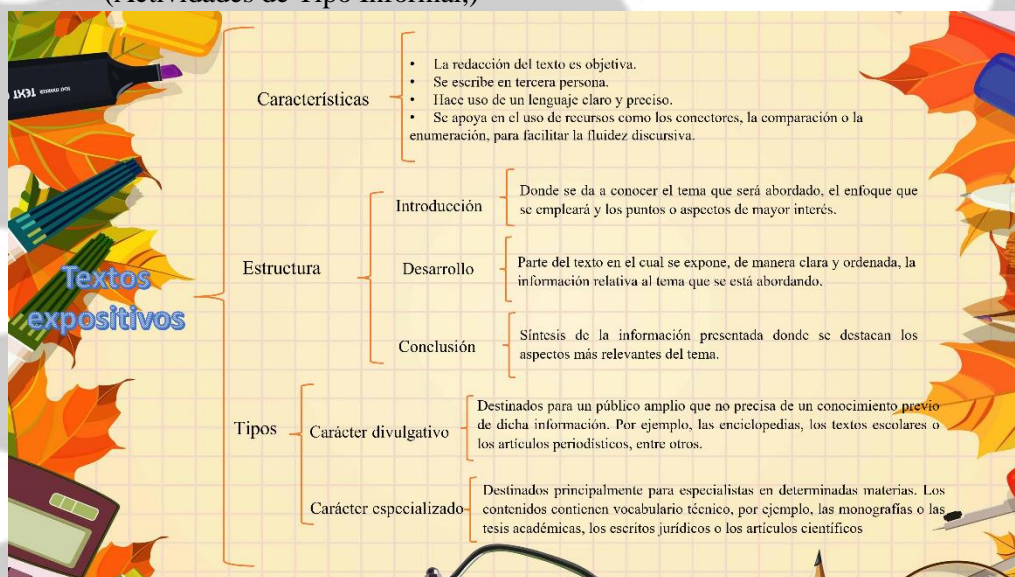 (Actividades de Tipo Informal,)
TEXT
Características
• La redacción del texto es objetiva.
• Se escribe en tercera persona.
• Hace uso de un lenguaje claro y preciso.
• Se apoya en el uso de recursos como los conectores, la comparación o la
enumeración, para facilitar la fluidez discursiva.
Textos
expositivos
Estructura
Introducción
Donde se da a conocer el tema que será abordado, el enfoque que
se empleará y los puntos o aspectos de mayor interés.
Desarrollo
Parte del texto en el cual se expone, de manera clara y ordenada, la
información relativa al tema que se está abordando.
Conclusión
Síntesis de la información presentada donde se destacan los
aspectos más relevantes del tema.
Tipos
Carácter divulgativo
Destinados para un público amplio que no precisa de un conocimiento previo
de dicha información. Por ejemplo, las enciclopedias, los textos escolares o
los artículos periodísticos, entre otros.
Carácter especializado
Destinados principalmente para especialistas en determinadas materias. Los
contenidos contienen vocabulario técnico, por ejemplo, las monografías o las
tesis académicas, los escritos jurídicos o los artículos científicos